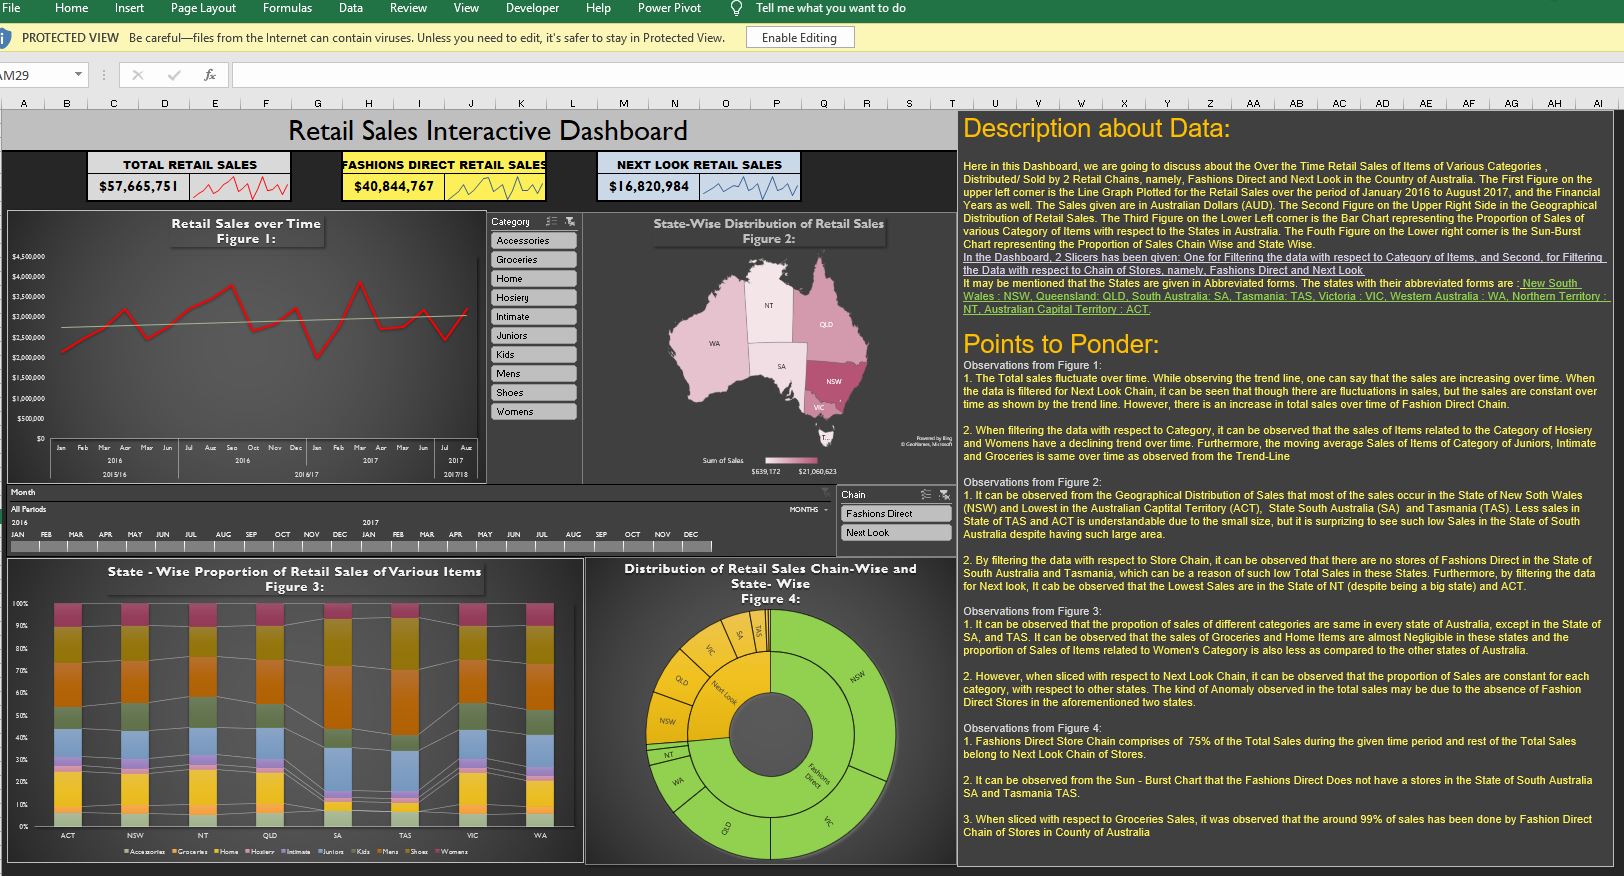 File Home Insert Page Layout Formulas Data Review View Developer Help Power Pivot Tell me what you want to do
PROTECTED VIEW Be careful—files from the Internet can contain viruses. Unless you need to edit, it's safer to stay in Protected View. Enable Editing
AM29 fx
A B C D E F G H I J K L M N O P Q R S T U V W X Y Z AA AB AC AD AE AF AG AH AI
Retail Sales Interactive Dashboard
TOTAL RETAIL SALES
$57,665,751
FASHIONS DIRECT RETAIL SALES
$40,844,767
NEXT LOOK RETAIL SALES
$16,820,984
Retail Sales over Time
Figure 1:
$4,500,000
$4,000,000
$3,500,000
$3,000,000
$2,500,000
$2,000,000
$1,500,000
$1,000,000
$500,000
$0
Jan Feb Mar Apr May Jun Jul Aug Sep Oct Nov Dec Jan Feb Mar Apr May Jun Jul Aug
2016 2016 2017 2017
2015/16 2016/17 2017/18
Category
Accessories
Groceries
Home
Hosiery
Intimate
Juniors
Kids
Mens
Shoes
Womens
State-Wise Distribution of Retail Sales
Figure 2:
NT
QLD
WA
SA
NSW
VIC
T...
Powered by Bing
© GeoNames, Microsoft
Sum of Sales
$639,172 $21,060,623
Month
All Periods MONTHS
2016 2017
JAN FEB MAR APR MAY JUN JUL AUG SEP OCT NOV DEC JAN FEB MAR APR MAY JUN JUL AUG SEP OCT NOV DEC
Chain
Fashions Direct
Next Look
State - Wise Proportion of Retail Sales of Various Items
Figure 3:
100%
90%
80%
70%
60%
50%
40%
30%
20%
10%
0%
ACT NSW NT QLD SA TAS VIC WA
Accessories Groceries Home Hosiery Intimate Juniors Kids Mens Shoes Womens
Distribution of Retail Sales Chain-Wise and
State- Wise
Figure 4:
TAS
SA
VIC
QLD
NSW
Next Look
NSW
NT
WA
QLD
VIC
Fashions
Direct
Description about Data:
Here in this Dashboard, we are going to discuss about the Over the Time Retail Sales of Items of Various Categories ,
Distributed/ Sold by 2 Retail Chains, namely, Fashions Direct and Next Look in the Country of Australia. The First Figure on the
upper left corner is the Line Graph Plotted for the Retail Sales over the period of January 2016 to August 2017, and the Financial
Years as well. The Sales given are in Australian Dollars (AUD). The Second Figure on the Upper Right Side in the Geographical
Distribution of Retail Sales. The Third Figure on the Lower Left corner is the Bar Chart representing the Proportion of Sales of
various Category of Items with respect to the States in Australia. The Fouth Figure on the Lower right corner is the Sun-Burst
Chart representing the Proportion of Sales Chain Wise and State Wise.
In the Dashboard, 2 Slicers has been given: One for Filtering the data with respect to Category of Items, and Second, for Filtering
the Data with respect to Chain of Stores, namely, Fashions Direct and Next Look
It may be mentioned that the States are given in Abbreviated forms. The states with their abbreviated forms are : New South
Wales : NSW, Queensland: QLD, South Australia: SA, Tasmania: TAS, Victoria : VIC, Western Australia : WA, Northern Territory :
NT, Australian Capital Territory : ACT.
Points to Ponder:
Observations from Figure 1:
1. The Total sales fluctuate over time. While observing the trend line, one can say that the sales are increasing over time. When
the data is filtered for Next Look Chain, it can be seen that though there are fluctuations in sales, but the sales are constant over
time as shown by the trend line. However, there is an increase in total sales over time of Fashion Direct Chain.
2. When filtering the data with respect to Category, it can be observed that the sales of Items related to the Category of Hosiery
and Womens have a declining trend over time. Furthermore, the moving average Sales of Items of Category of Juniors, Intimate
and Groceries is same over time as observed from the Trend-Line
Observations from Figure 2:
1. It can be observed from the Geographical Distribution of Sales that most of the sales occur in the State of New Soth Wales
(NSW) and Lowest in the Australian Captital Territory (ACT), State South Australia (SA) and Tasmania (TAS). Less sales in
State of TAS and ACT is understandable due to the small size, but it is surprizing to see such low Sales in the State of South
Australia despite having such large area.
2. By filtering the data with respect to Store Chain, it can be observed that there are no stores of Fashions Direct in the State of
South Australia and Tasmania, which can be a reason of such low Total Sales in these States. Furthermore, by filtering the data
for Next look, It cab be observed that the Lowest Sales are in the State of NT (despite being a big state) and ACT.
Observations from Figure 3:
1. It can be observed that the propotion of sales of different categories are same in every state of Australia, except in the State of
SA, and TAS. It can be observed that the sales of Groceries and Home Items are almost Negligible in these states and the
proportion of Sales of Items related to Women's Category is also less as compared to the other states of Australia.
2. However, when sliced with respect to Next Look Chain, it can be observed that the proportion of Sales are constant for each
category, with respect to other states. The kind of Anomaly observed in the total sales may be due to the absence of Fashion
Direct Stores in the aforementioned two states.
Observations from Figure 4:
1. Fashions Direct Store Chain comprises of 75% of the Total Sales during the given time period and rest of the Total Sales
belong to Next Look Chain of Stores.
2. It can be observed from the Sun - Burst Chart that the Fashions Direct Does not have a stores in the State of South Australia
SA and Tasmania TAS.
3. When sliced with respect to Groceries Sales, it was observed that the around 99% of sales has been done by Fashion Direct
Chain of Stores in County of Australia